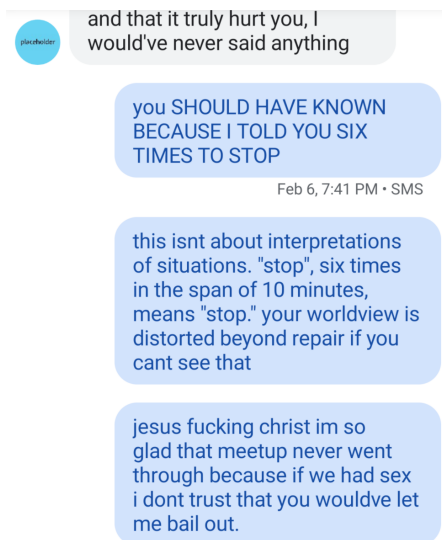 and that it truly hurt you, I
placeholder
would've never said anything
you SHOULD HAVE KNOWN
BECAUSE I TOLD YOU SIX
TIMES TO STOP
Feb 6, 7:41 PM • SMS
this isnt about interpretations
of situations. "stop", six times
in the span of 10 minutes,
means "stop." your worldview is
distorted beyond repair if you
cant see that
jesus fucking christ im so
glad that meetup never went
through because if we had sex
i dont trust that you wouldve let
me bail out.